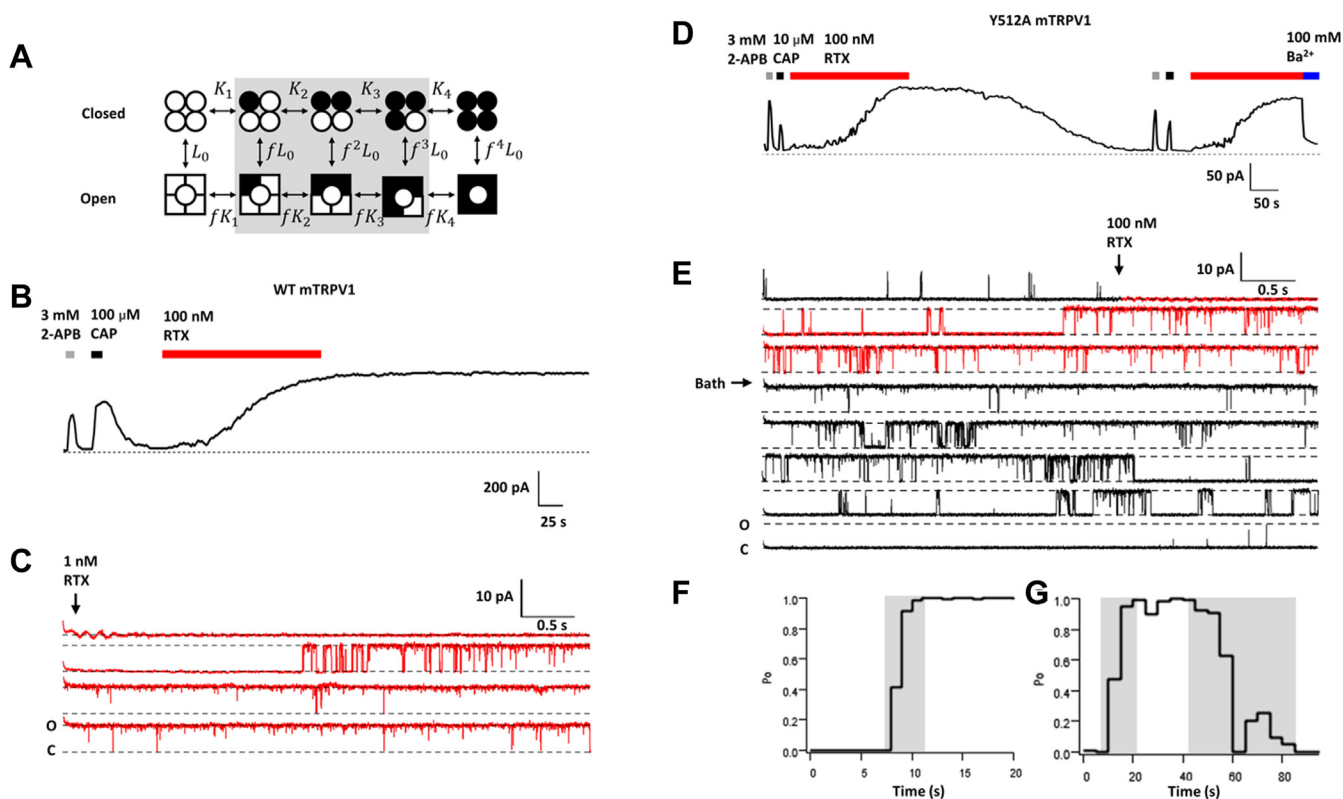 A
K₁ K₂ K₃ K₄
Closed
L₀ fL₀ f²L₀ f³L₀ f⁴L₀
Open
fK₁ fK₂ fK₃ fK₄
B
WT mTRPV1
3 mM 100 μM 100 nM
2-APB CAP RTX
200 pA
25 s
C
1 nM
RTX
10 pA
0.5 s
O
C
D
Y512A mTRPV1
3 mM 10 μM 100 nM
2-APB CAP RTX
100 mM
Ba²⁺
50 pA
50 s
E
100 nM
RTX
10 pA
0.5 s
Bath
O
C
F
Po
1.0
0.8
0.6
0.4
0.2
0.0
0 5 10 15 20
Time (s)
G
Po
1.0
0.8
0.6
0.4
0.2
0.0
0 20 40 60 80
Time (s)